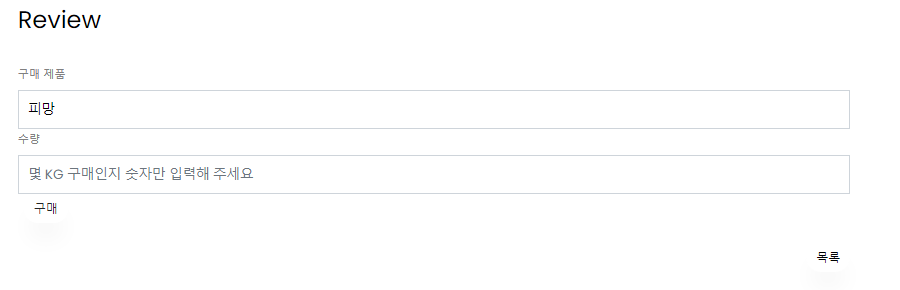 Review
구매 제품
피망
수량
몇 KG 구매인지 숫자만 입력해 주세요
구매
목록